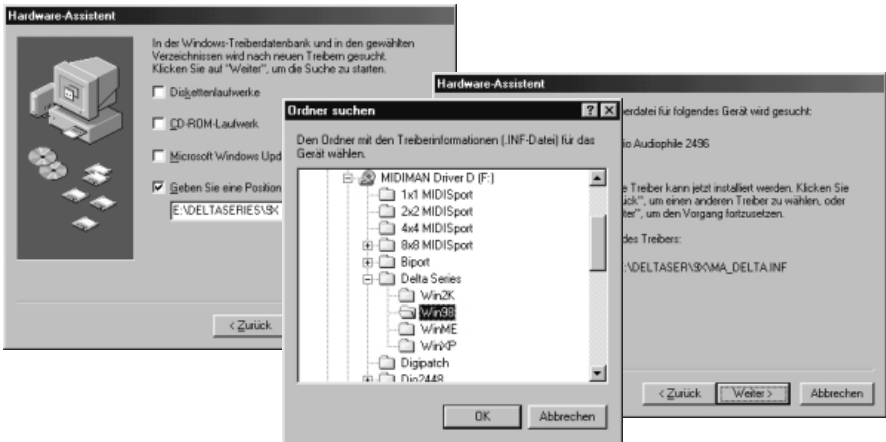 Hardware-Assistent
In der Windows-Treiberdatenbank und in den gewählten
Verzeichnissen wird nach neuen Treibern gesucht.
Klicken Sie auf "Weiter", um die Suche zu starten.
Diskettenlaufwerke
CD-ROM-Laufwerk
Microsoft Windows Upd
Geben Sie eine Position
E:\DELTASERIES\9X
< Zurück
Ordner suchen
Den Ordner mit den Treiberinformationen (.INF-Datei) für das
Gerät wählen.
MIDIMAN Driver D (F:)
1x1 MIDISport
2x2 MIDISport
4x4 MIDISport
8x8 MIDISport
Biport
Delta Series
Win2K
Win98
WinME
WinXP
Digipatch
Dio2448
OK
Abbrechen
Hardware-Assistent
erdatei für folgendes Gerät wird gesucht:
io Audiophile 2496
e Treiber kann jetzt installiert werden. Klicken Sie
ück", um einen anderen Treiber zu wählen, oder
ter", um den Vorgang fortzusetzen.
des Treibers:
:\DELTASER\9X\MA_DELTA.INF
< Zurück
Weiter >
Abbrechen